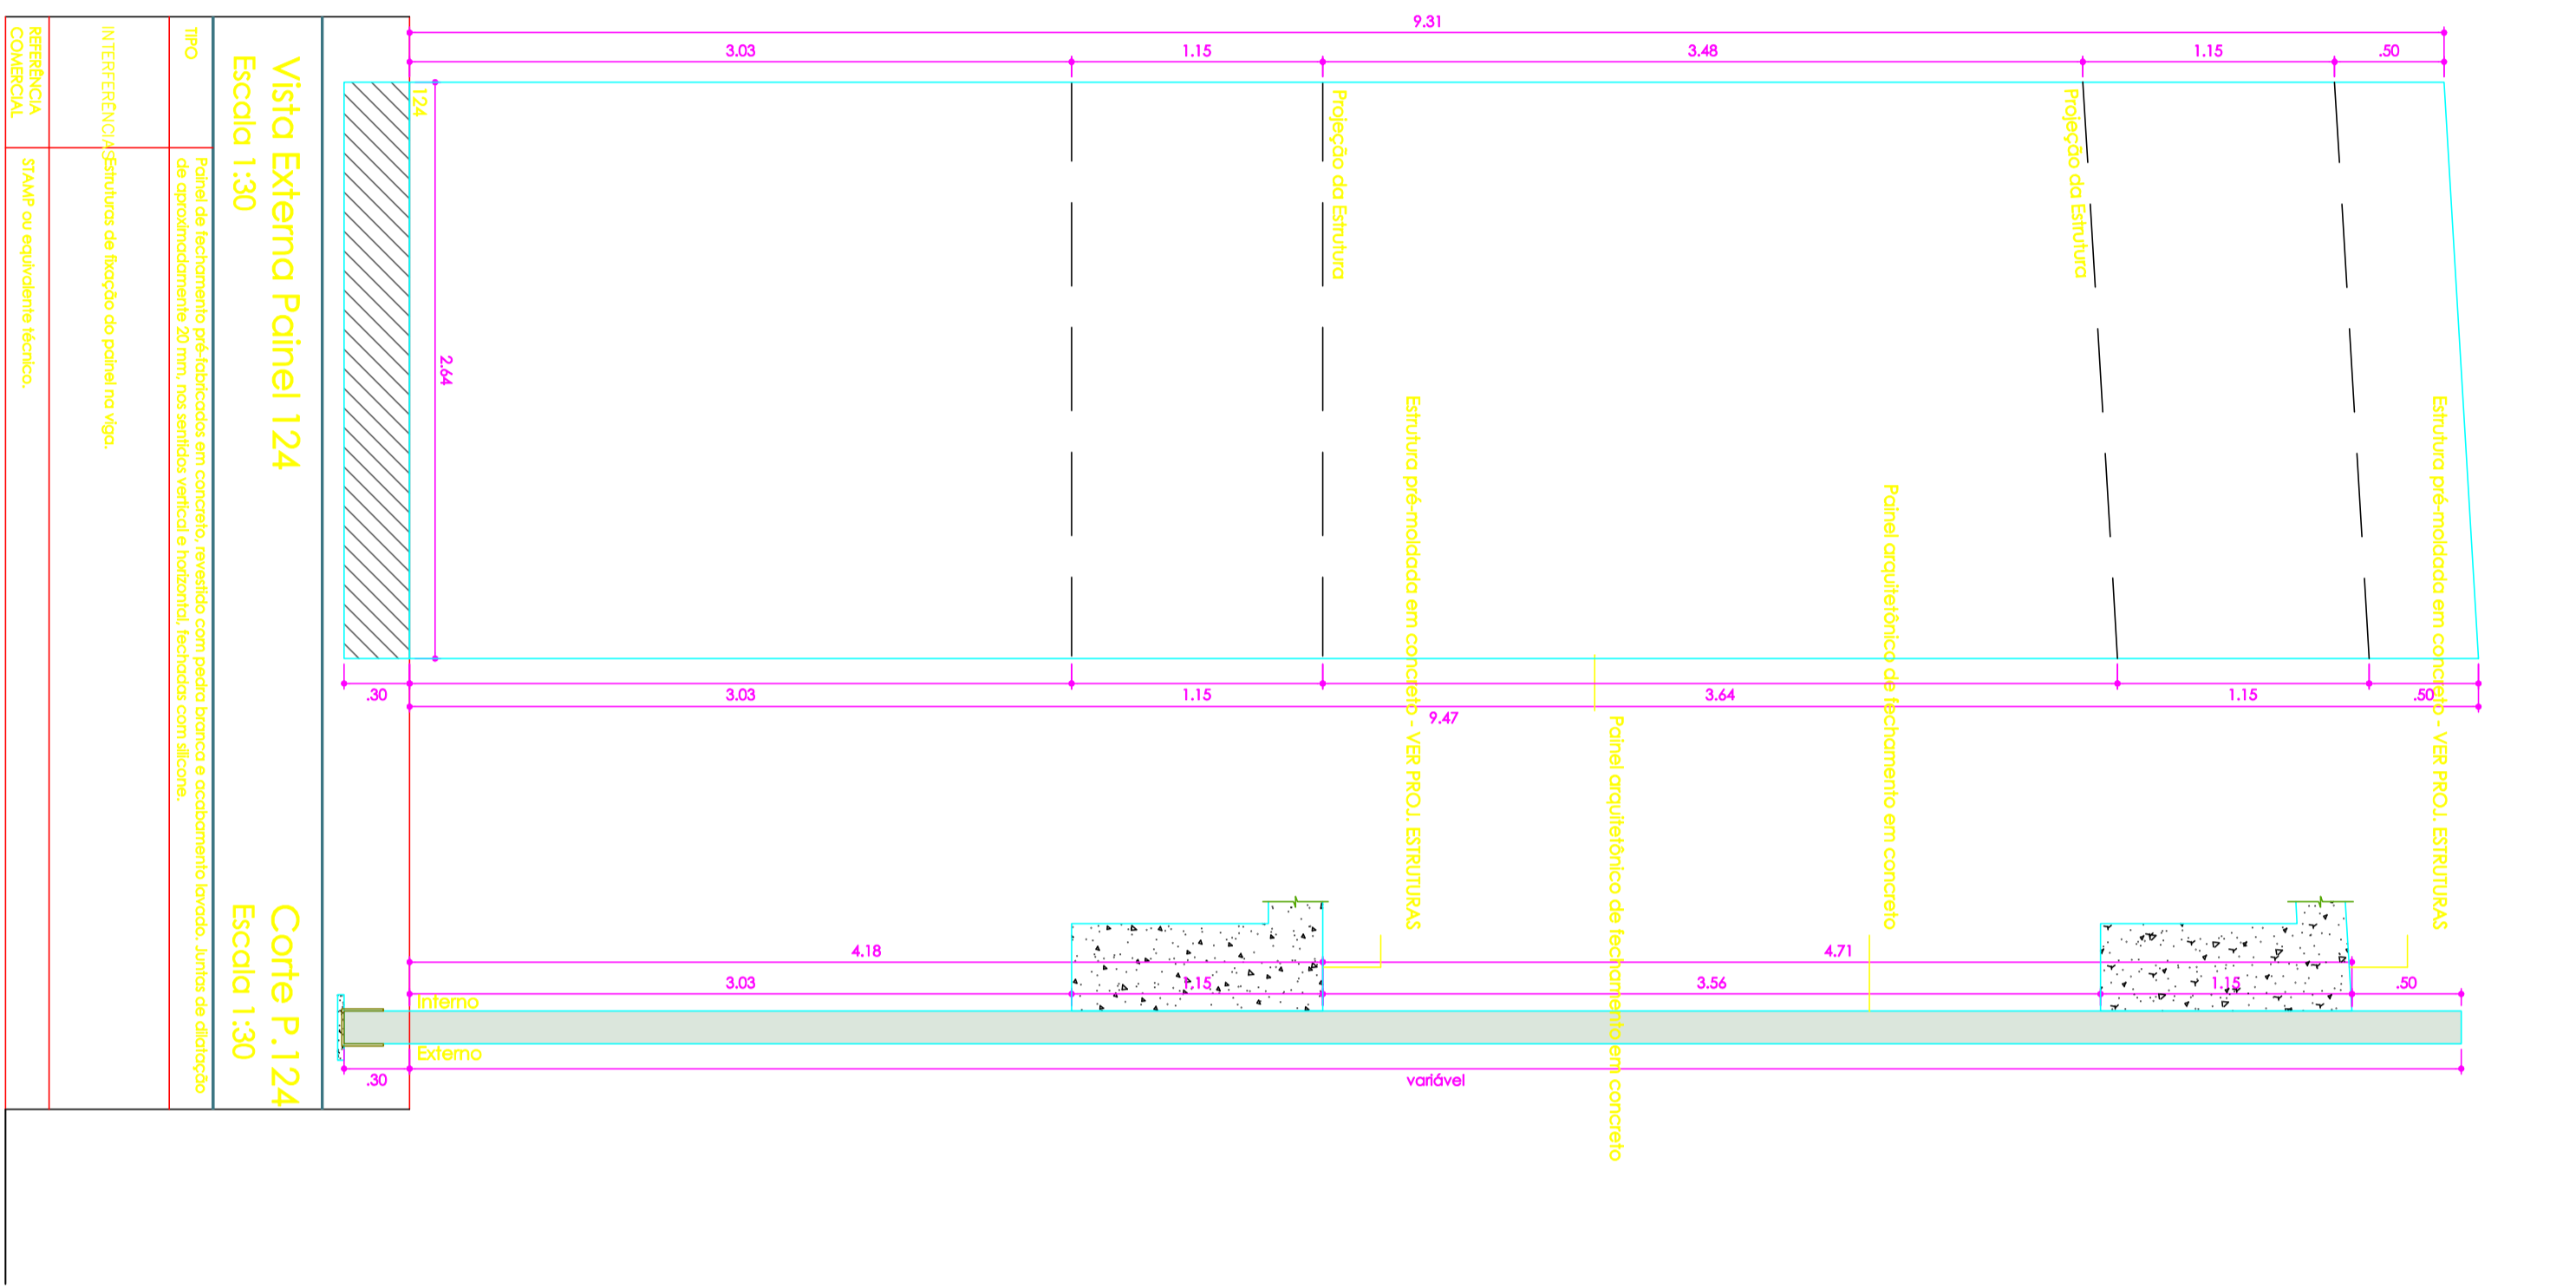 9.31
3.03
1.15
3.48
1.15
.50
124
Projeção da Estrutura
Projeção da Estrutura
2.64
Estrutura pré-moldada em concreto - VER PROJ. ESTRUTURAS
Estrutura pré-moldada em concreto - VER PROJ. ESTRUTURAS
Painel arquitetônico de fechamento em concreto
Painel arquitetônico de fechamento em concreto
.30
3.03
1.15
3.64
1.15
.50
9.47
4.18
4.71
3.03
1.15
3.56
1.15
.50
Interno
Externo
.30
variável
Vista Externa Painel 124
Escala 1:30
Corte P.124
Escala 1:30
TIPO
Painel de fechamento pré-fabricados em concreto, revestido com pedra branca e acabamento lavado. Juntas de dilatação
de aproximadamente 20 mm, nos sentidos vertical e horizontal, fechadas com silicone.
INTERFERÊNCIAS
Estruturas de fixação do painel na viga.
REFERÊNCIA
COMERCIAL
STAMP ou equivalente técnico.